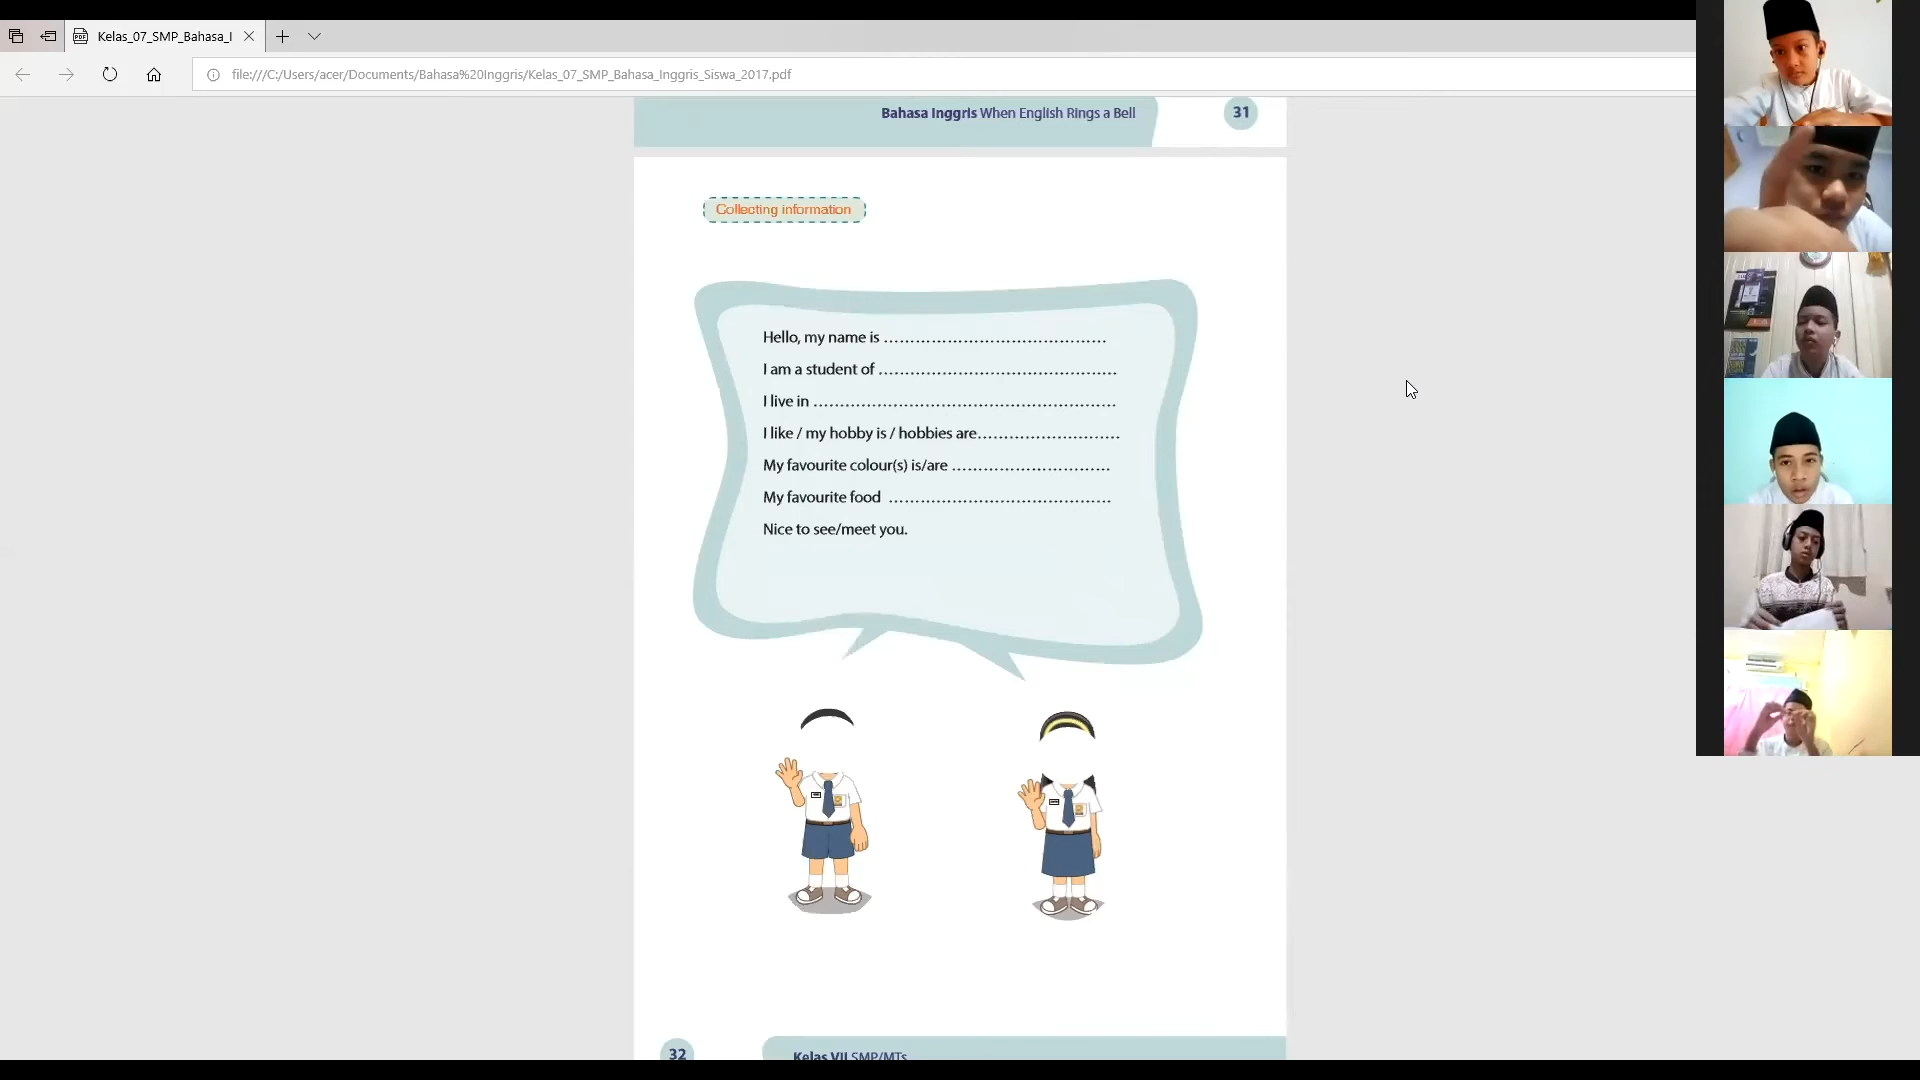 Kelas_07_SMP_Bahasa_I
file:///C:/Users/acer/Documents/Bahasa%20Inggris/Kelas_07_SMP_Bahasa_Inggris_Siswa_2017.pdf
Bahasa Inggris When English Rings a Bell 31
Collecting information
Hello, my name is ..........................................
I am a student of .............................................
I live in .........................................................
I like / my hobby is / hobbies are...........................
My favourite colour(s) is/are ..............................
My favourite food ..........................................
Nice to see/meet you.
32 Kelas VII SMP/MTs